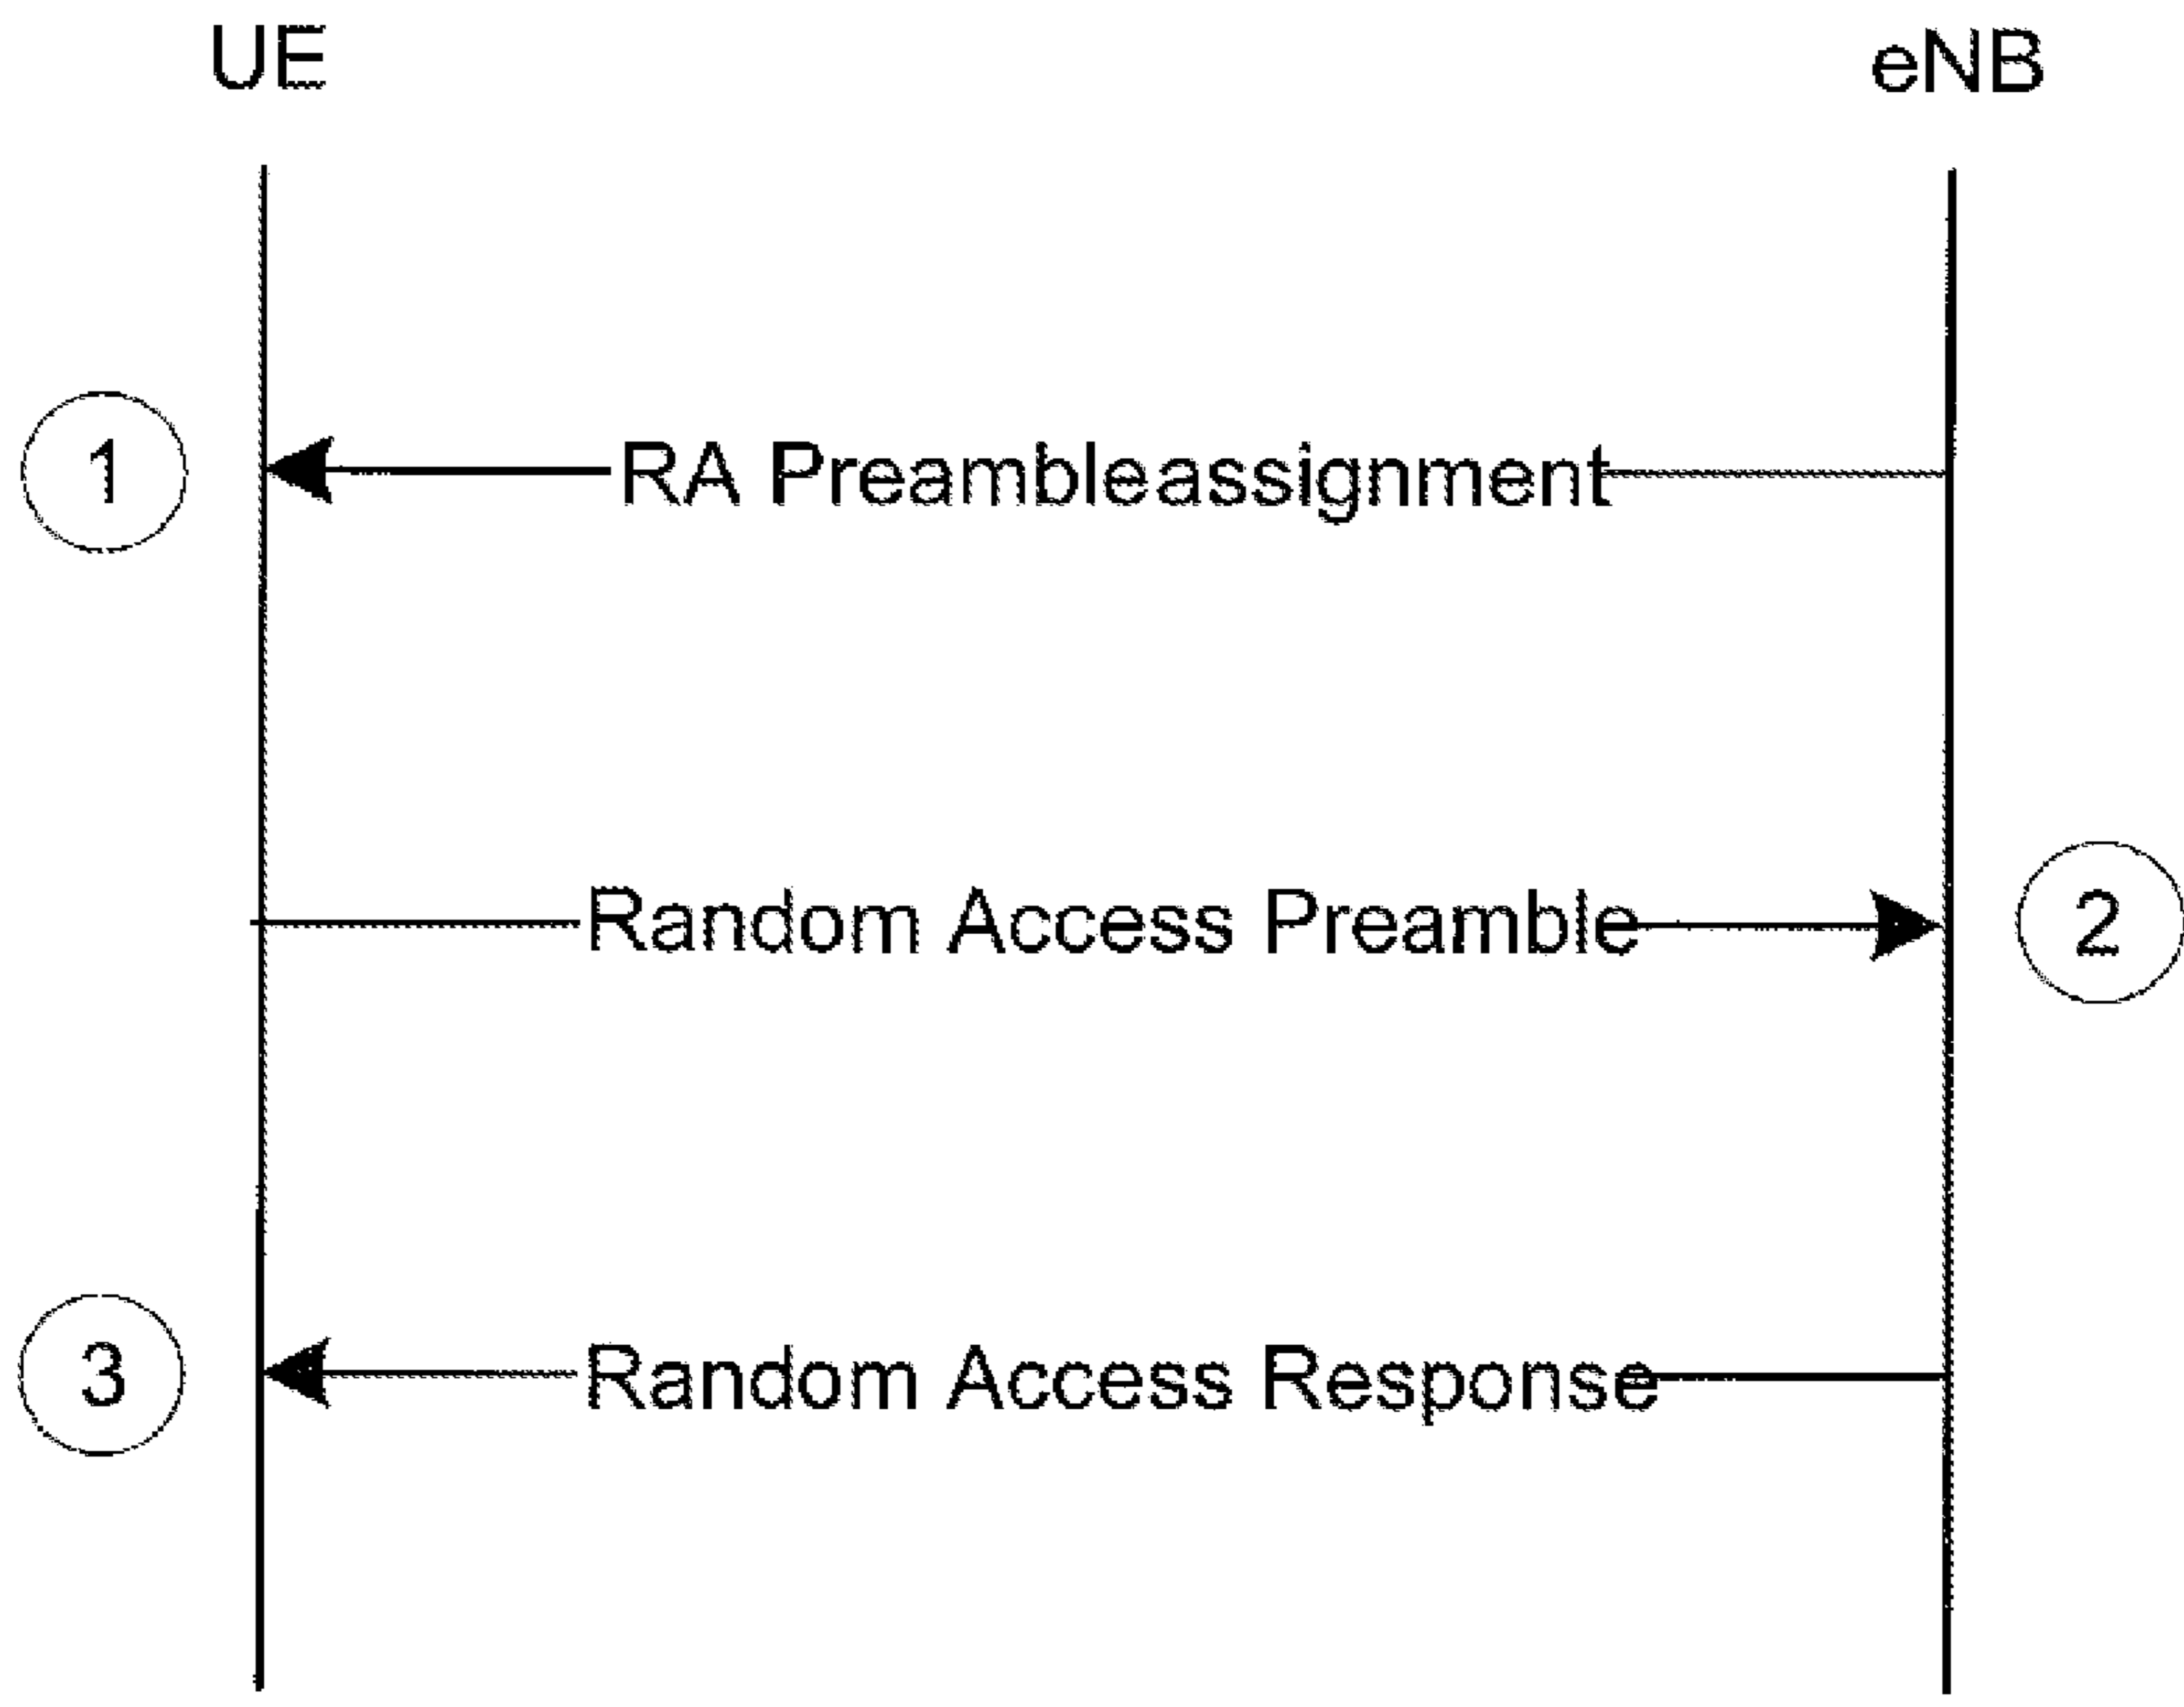 UE eNB
1 RA Preambleassignment
Random Access Preamble 2
3 Random Access Response